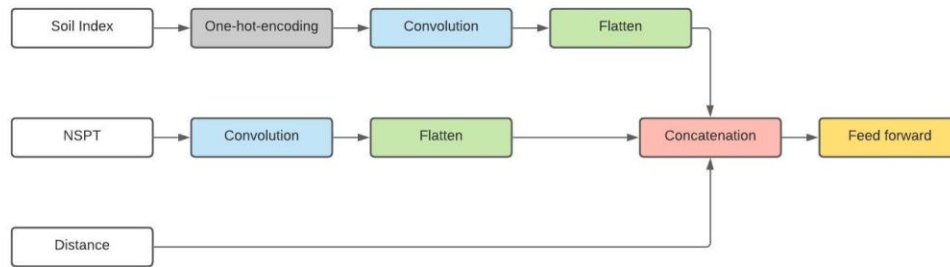 Soil Index
One-hot-encoding
Convolution
Flatten
NSPT
Convolution
Flatten
Concatenation
Feed forward
Distance